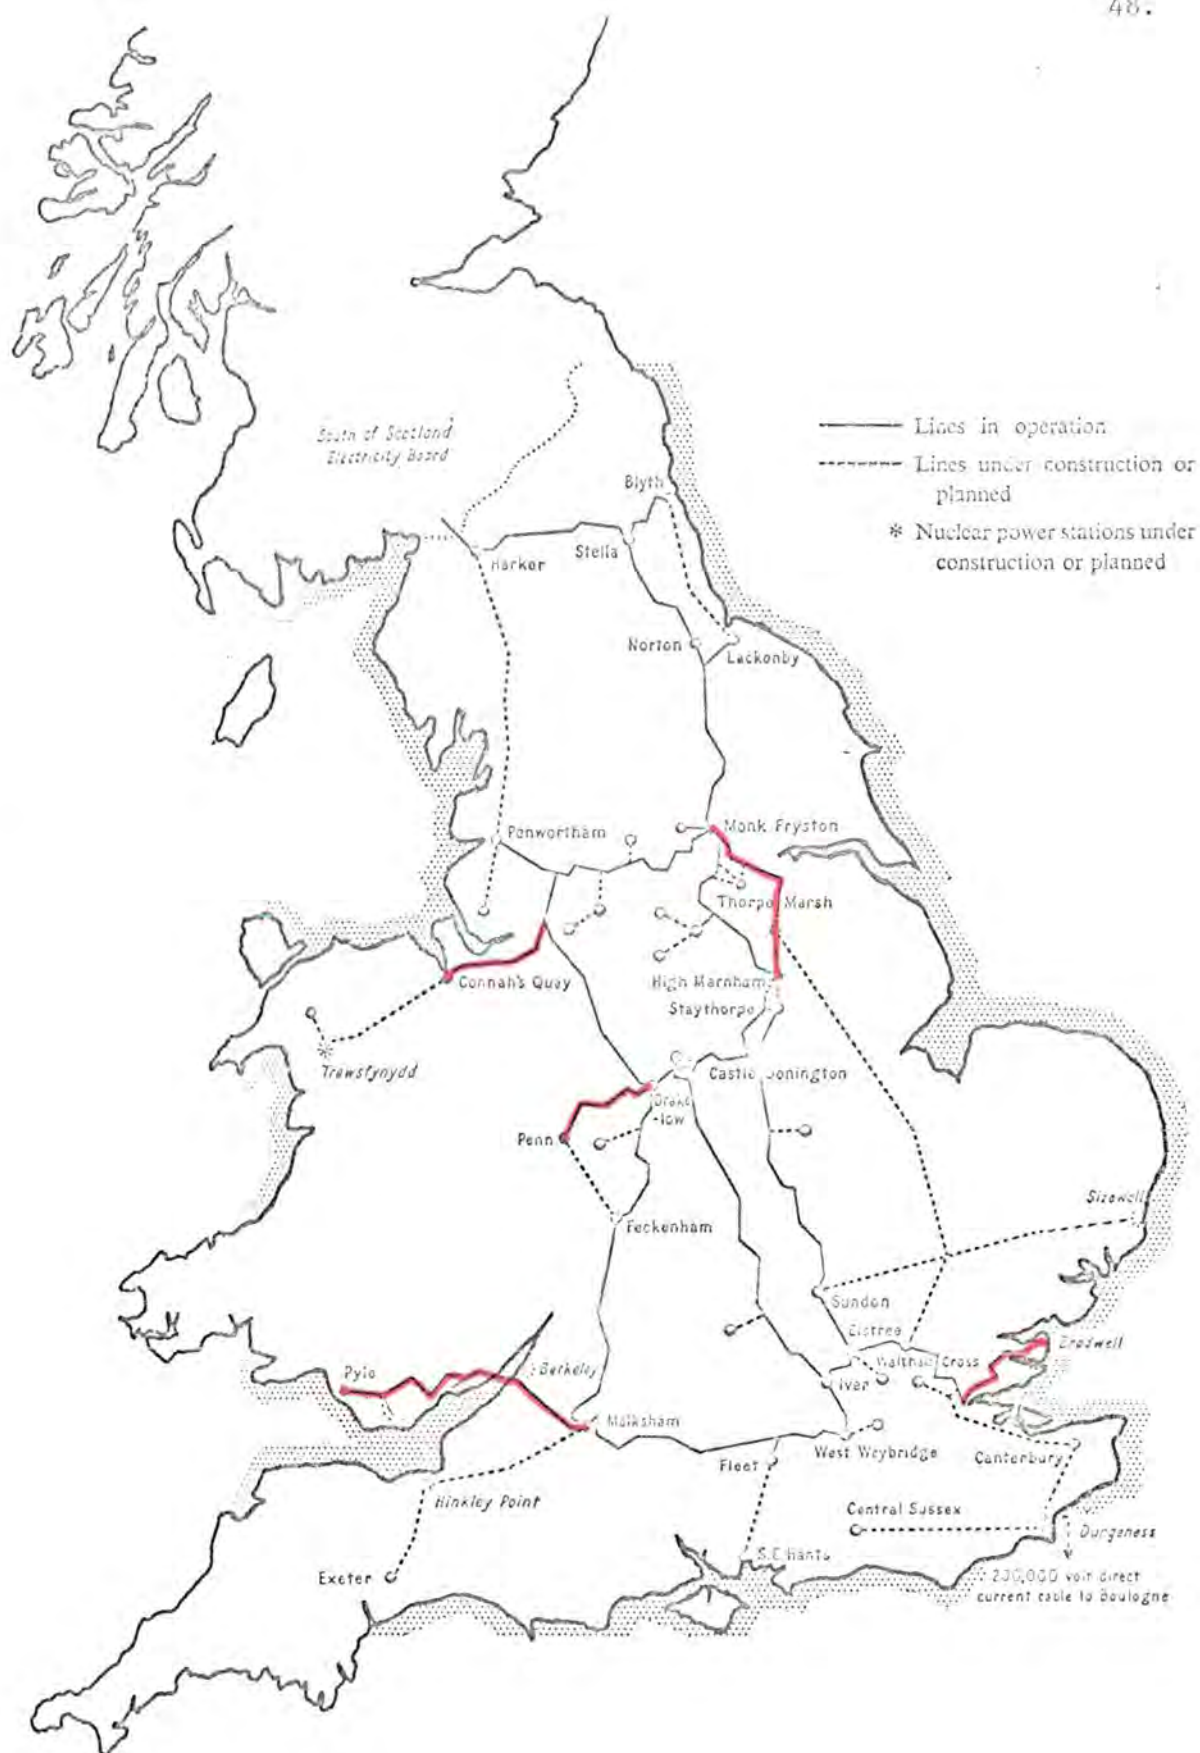 48.
South of Scotland
Electricity Board
Lines in operation
Lines under construction or
planned
* Nuclear power stations under
construction or planned
Blyth
Stella
Harker
Norton
Lackonby
Penwortham
Monk Fryston
Thorpe Marsh
Connah's Quay
High Marnham
Staythorpe
Trawsfynydd
Castle Donington
Drake
-low
Penn
Sizewell
Feckenham
Sundon
Elstree
Bradwell
Waltham Cross
Pyle
Berkeley
Iver
Melksham
West Weybridge
Fleet
Canterbury
Hinkley Point
Central Sussex
Dungeness
S.E. Hants
Exeter
200,000 volt direct
current cable to Boulogne